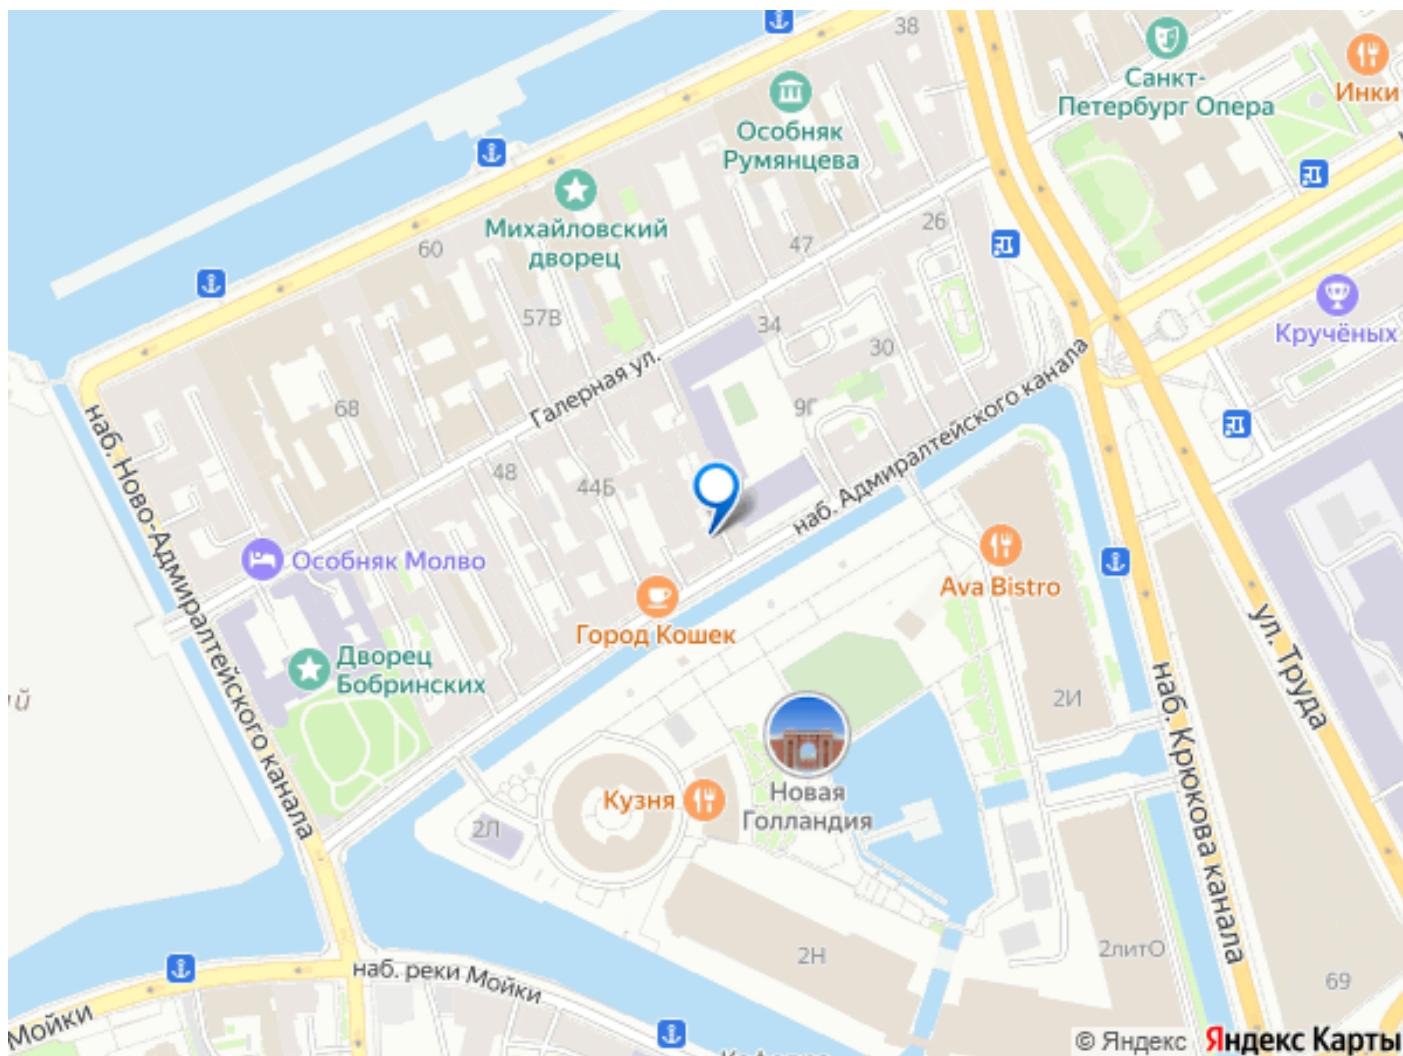 38
Санкт-
Петербург Опера
Инки
Особняк
Румянцева
Михайловский
дворец
60
47
26
57В
34
30
Кручёных
Галерная ул.
68
9Г
наб. Адмиралтейского канала
48
44Б
наб. Ново-Адмиралтейского канала
Особняк Молво
Ava Bistro
Город Кошек
ул. Труда
Дворец
Бобринских
ий
2И
наб. Крюкова канала
Кузня
Новая
Голландия
2Л
2Н
2литО
69
наб. реки Мойки
Мойки
© Яндекс Яндекс Карты